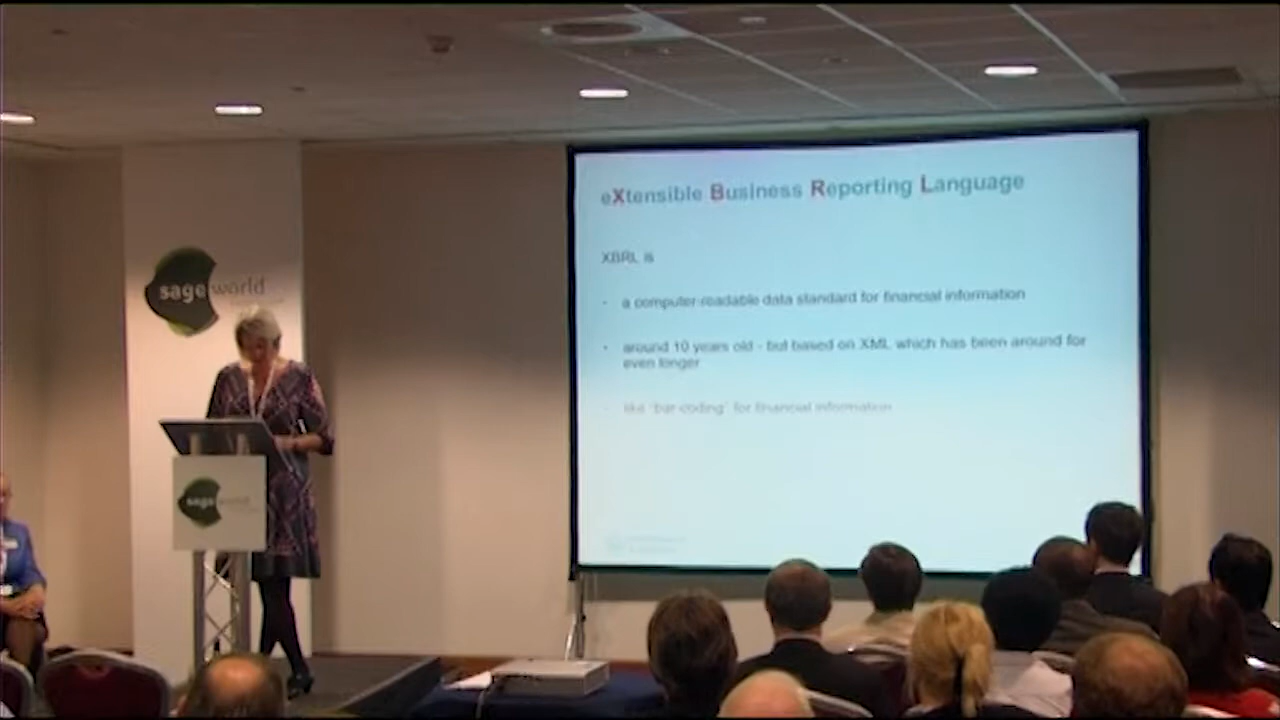 eXtensible Business Reporting Language
XBRL is
· a computer-readable data standard for financial information
· around 10 years old - but based on XML which has been around for
even longer
· like 'bar-coding' for financial information
sage world
sage world